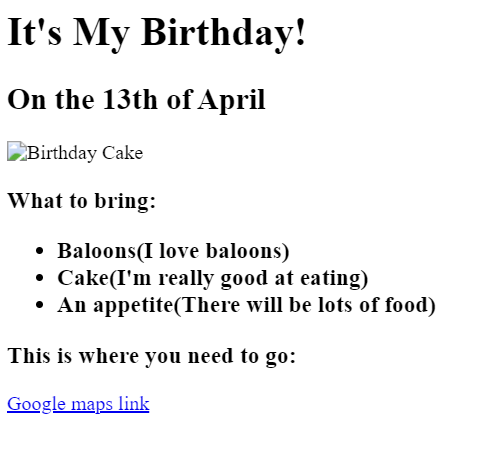 It's My Birthday!
On the 13th of April
Birthday Cake
What to bring:
Baloons(I love baloons)
Cake(I'm really good at eating)
An appetite(There will be lots of food)
This is where you need to go:
Google maps link